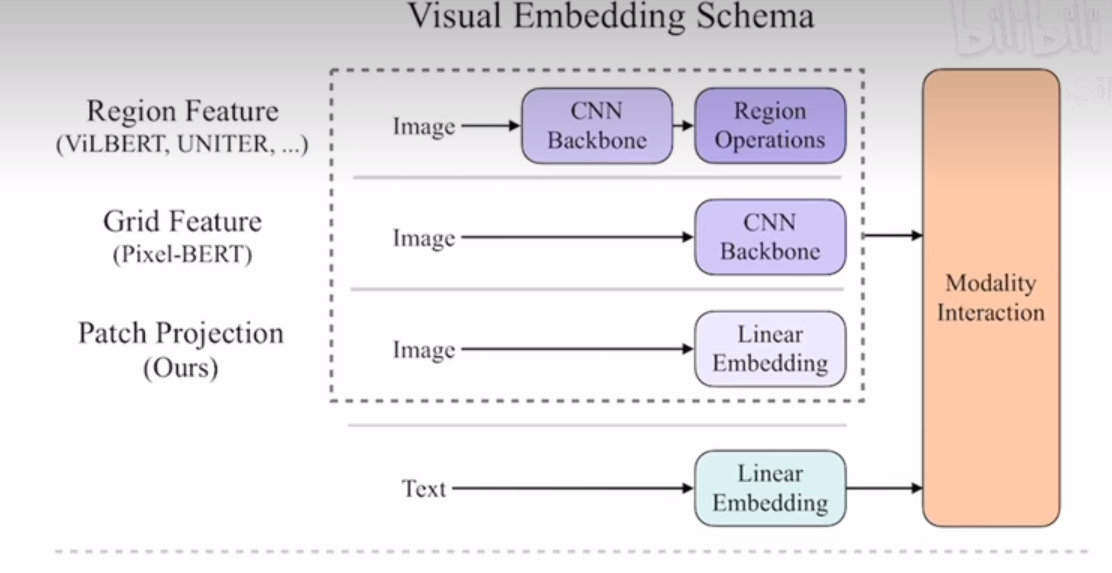 Visual Embedding Schema
bilibili
Region Feature
(ViLBERT, UNITER, ...)
Image
CNN
Backbone
Region
Operations
Grid Feature
(Pixel-BERT)
Image
CNN
Backbone
Patch Projection
(Ours)
Image
Linear
Embedding
Text
Linear
Embedding
Modality
Interaction